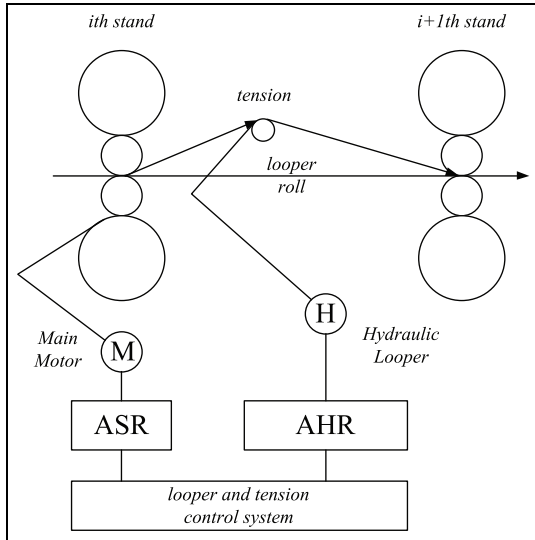 ith stand
i+1th stand
tension
looper
roll
H
Main
Motor
M
Hydraulic
Looper
ASR
AHR
looper and tension
control system